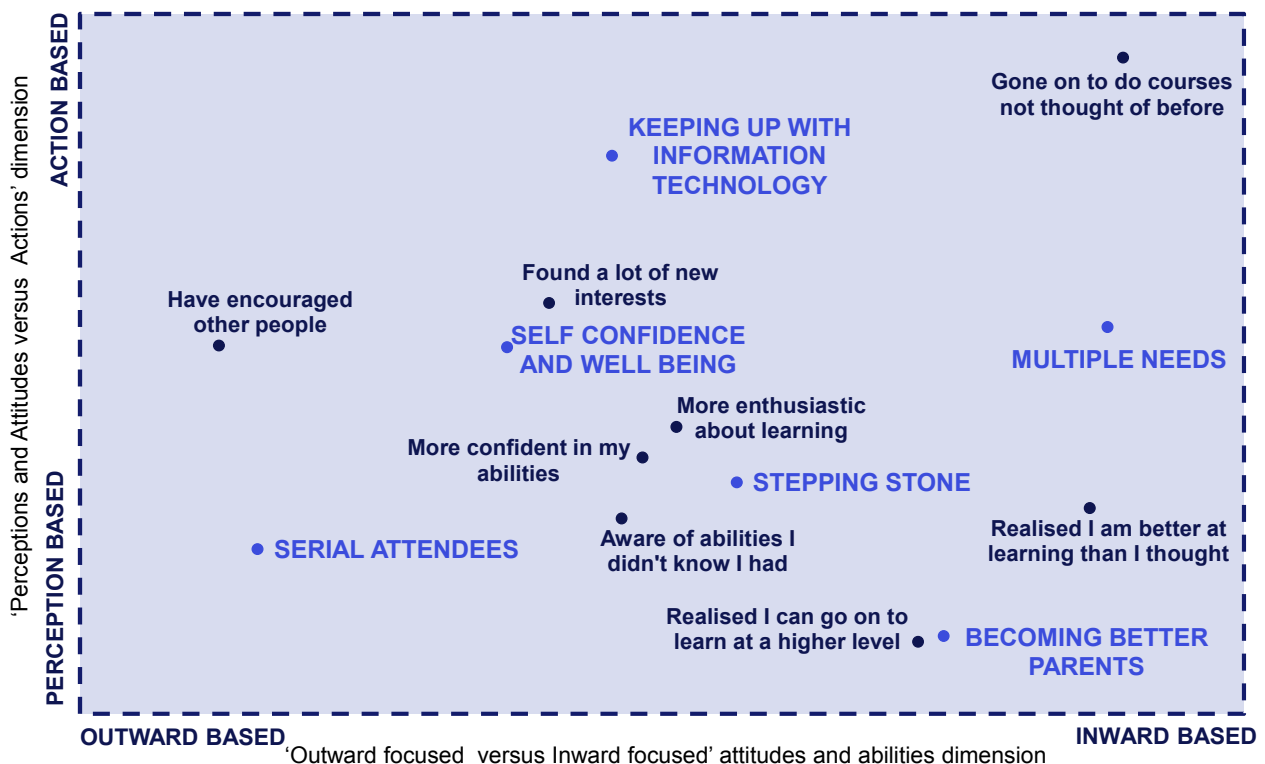 ACTION BASED
PERCEPTION BASED
‘Perceptions and Attitudes versus  Actions’ dimension
Gone on to do courses
not thought of before
KEEPING UP WITH
INFORMATION
TECHNOLOGY
Found a lot of new
interests
Have encouraged
other people
SELF CONFIDENCE
AND WELL BEING
MULTIPLE NEEDS
More enthusiastic
about learning
More confident in my
abilities
STEPPING STONE
Realised I am better at
learning than I thought
Aware of abilities I
didn't know I had
SERIAL ATTENDEES
Realised I can go on to
learn at a higher level
BECOMING BETTER
PARENTS
OUTWARD BASED
INWARD BASED
‘Outward focused  versus Inward focused’ attitudes and abilities dimension